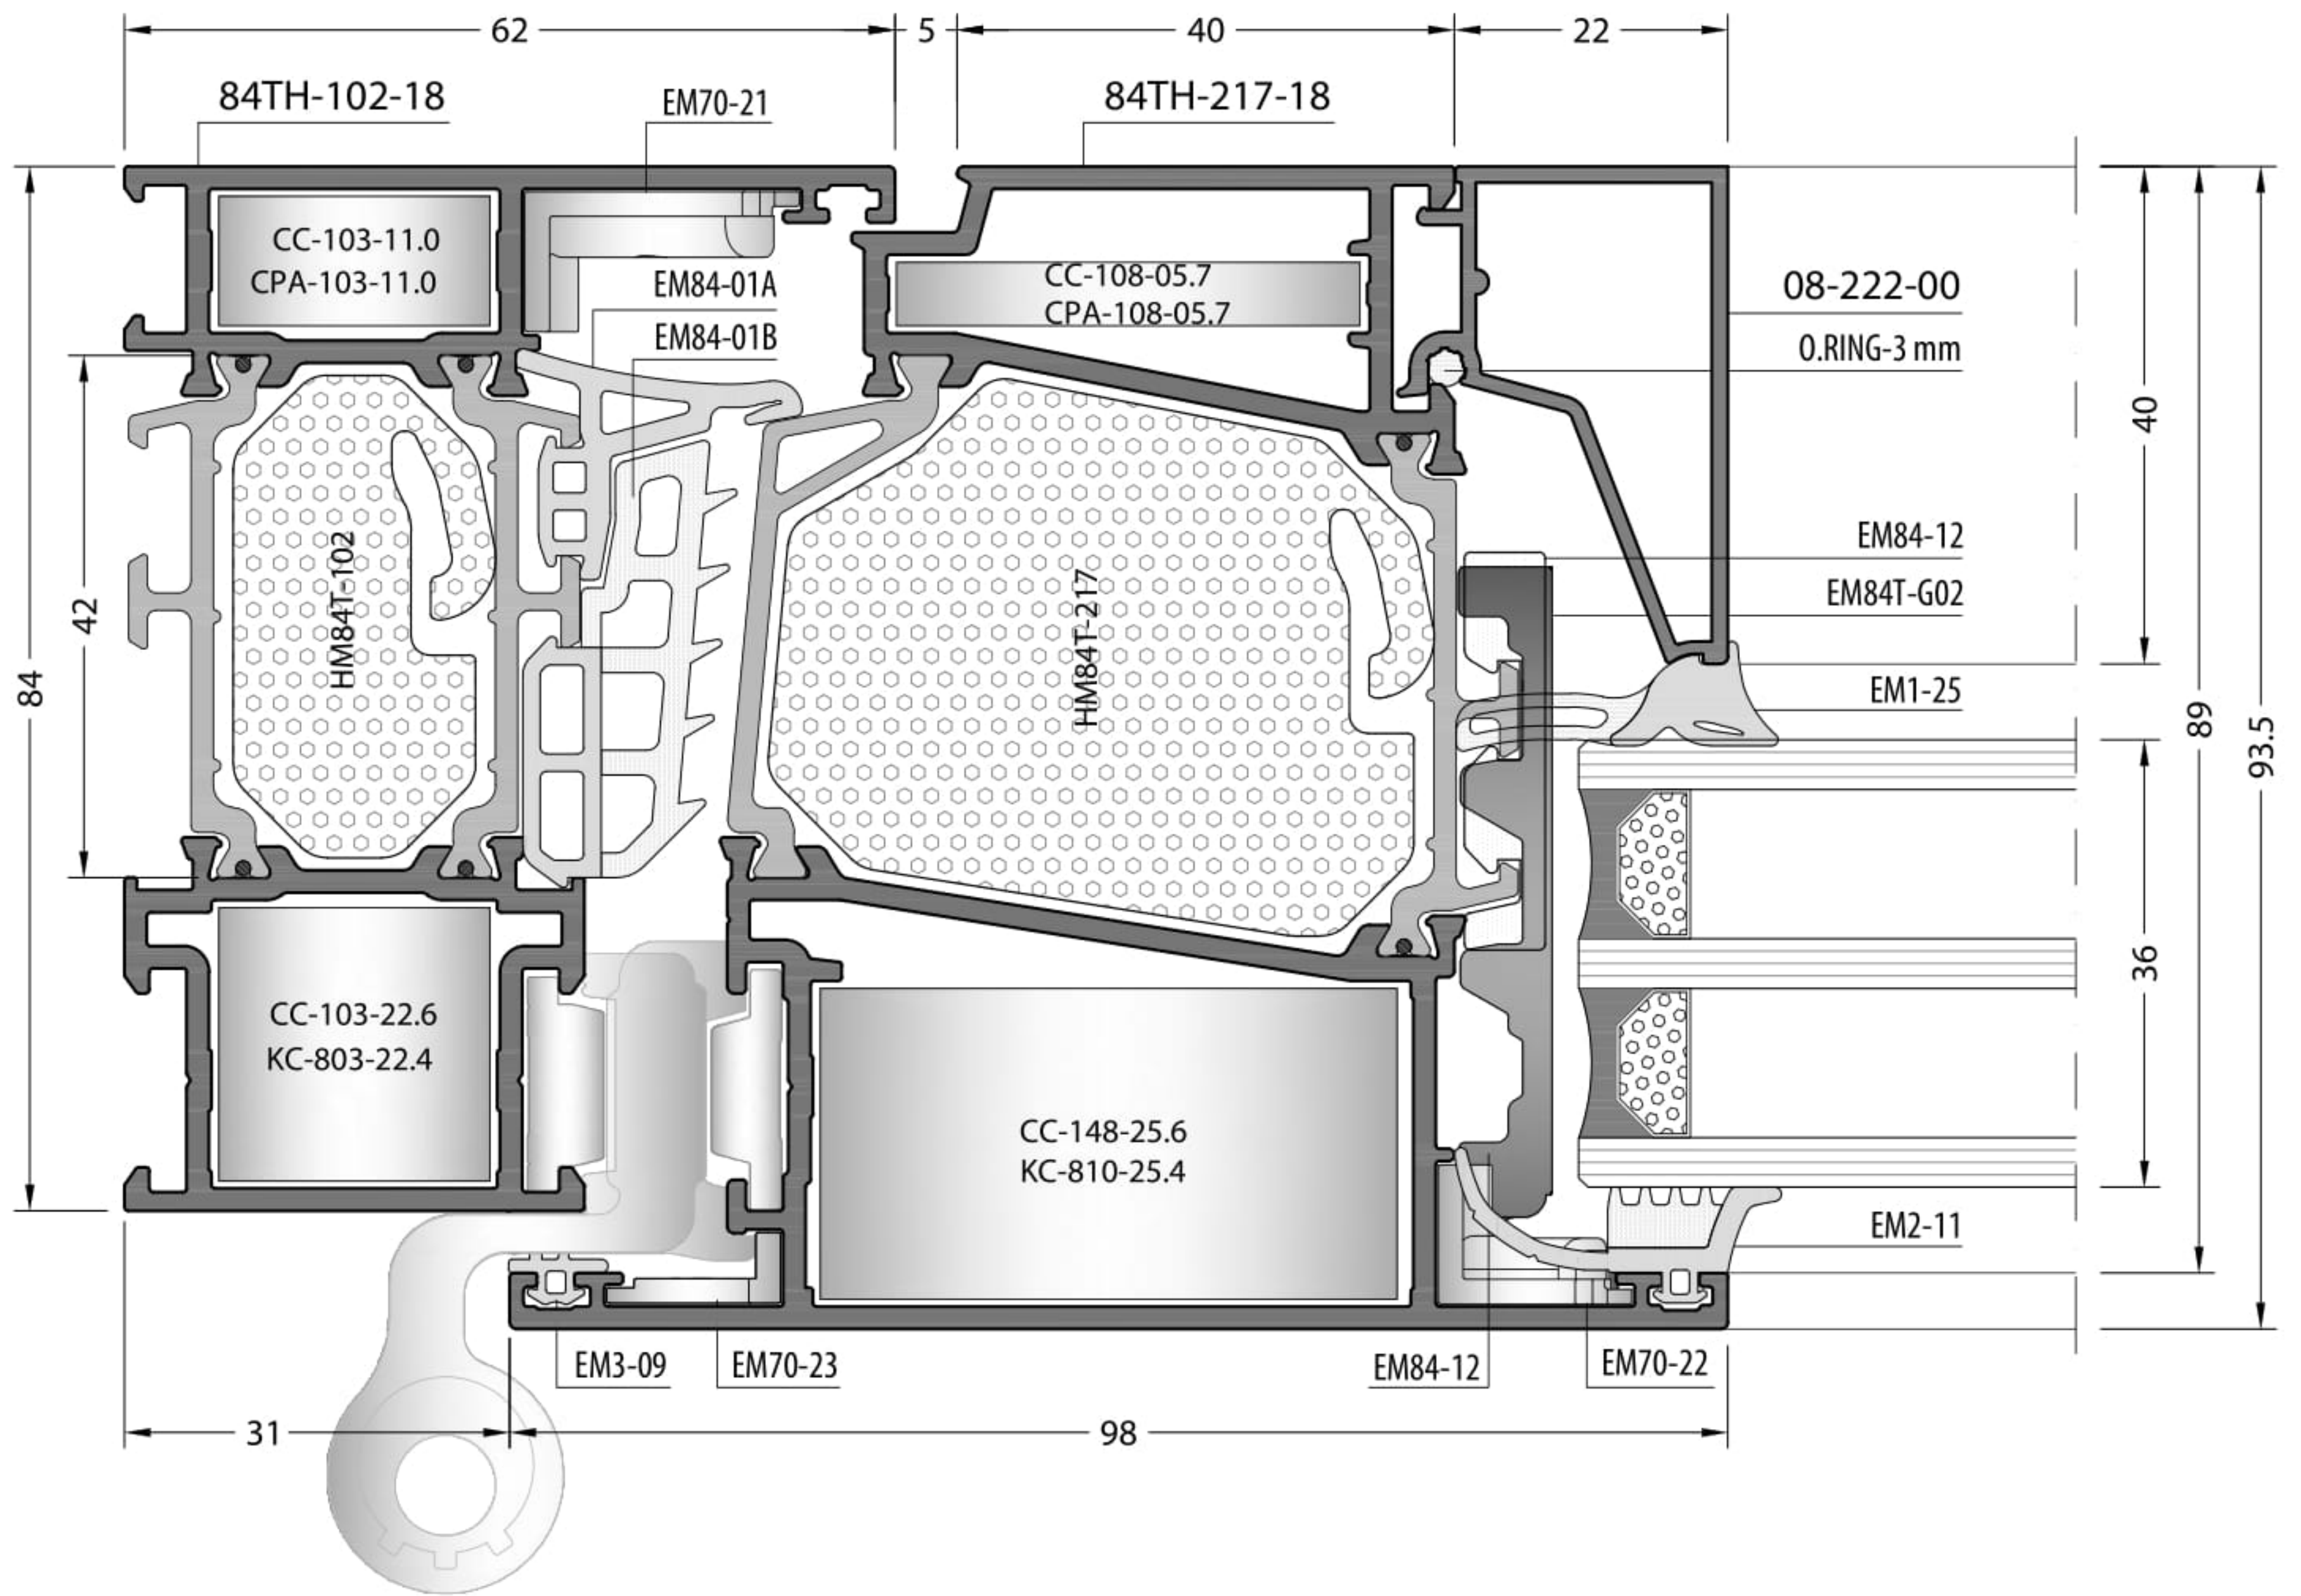 62
5
40
22
84TH-102-18
EM70-21
84TH-217-18
CC-103-11.0
CPA-103-11.0
EM84-01A
EM84-01B
CC-108-05.7
CPA-108-05.7
08-222-00
O.RING-3 mm
40
EM84-12
EM84T-G02
HM84T-102
HM84T-217
42
84
EM1-25
89
93.5
36
CC-103-22.6
KC-803-22.4
CC-148-25.6
KC-810-25.4
EM2-11
EM3-09
EM70-23
EM84-12
EM70-22
31
98